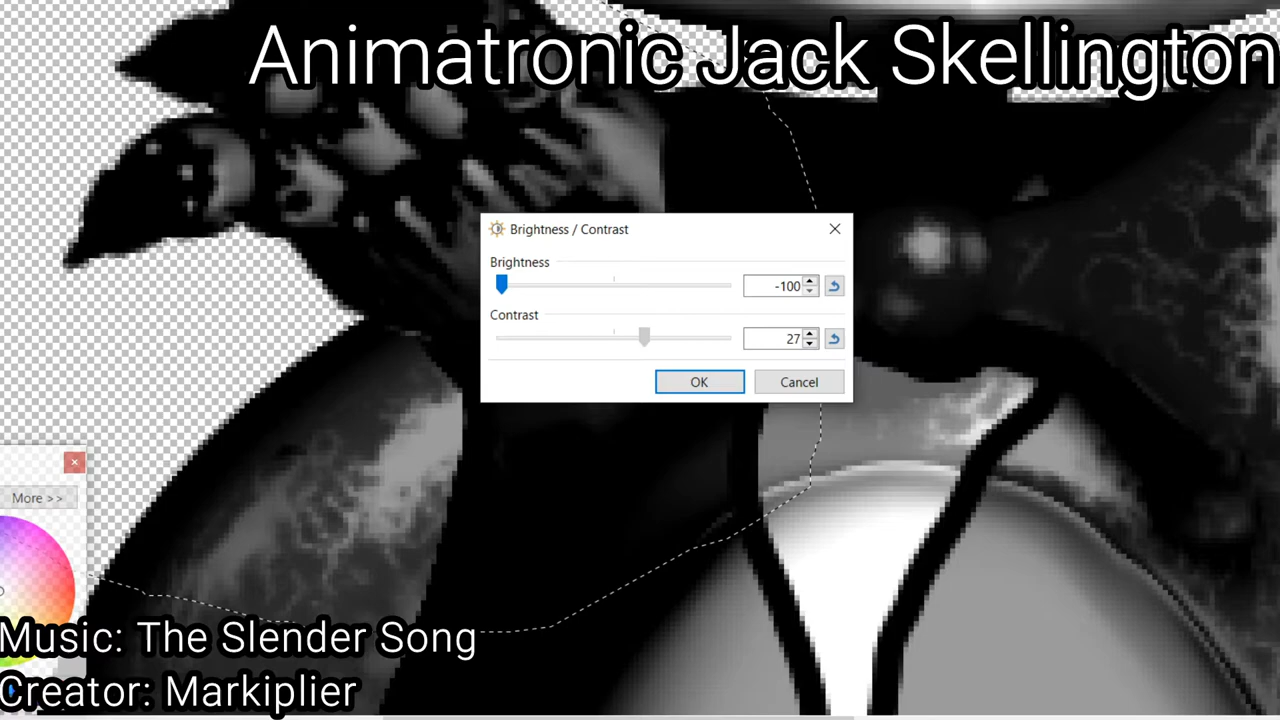 Animatronic Jack Skellington
Brightness / Contrast
Brightness
-100
Contrast
27
OK
Cancel
More >>
Music: The Slender Song
Creator: Markiplier